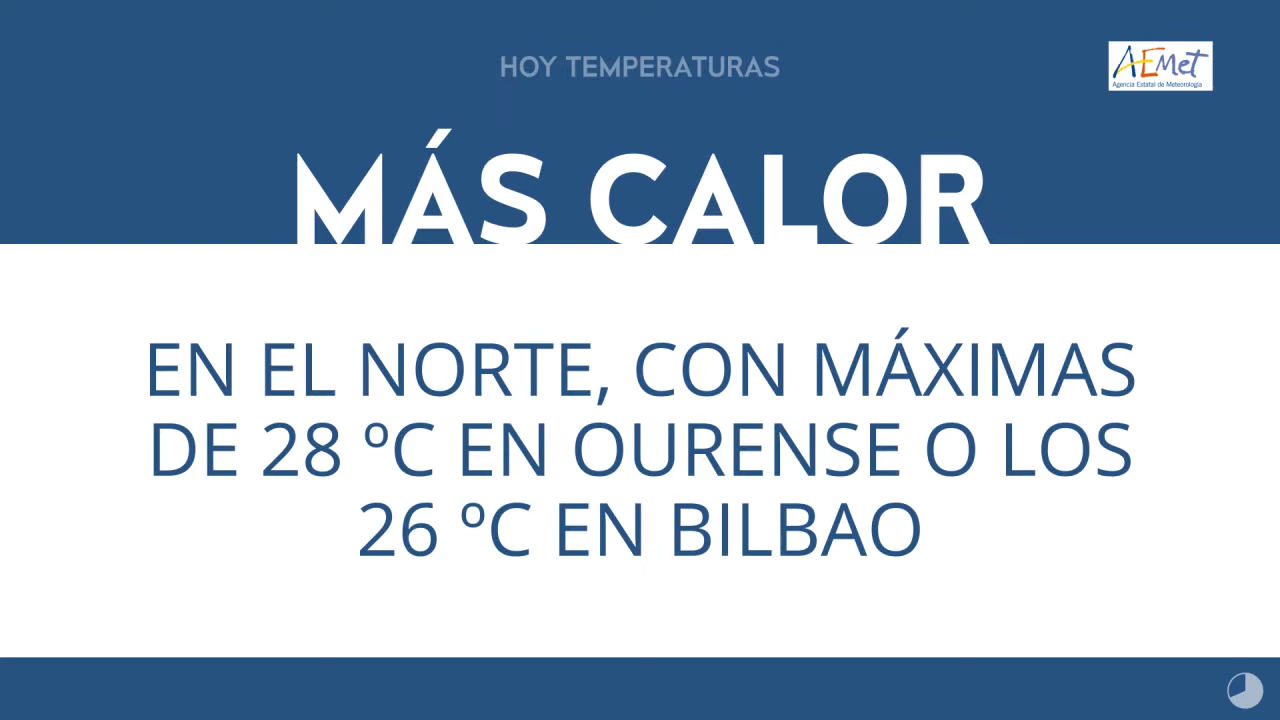 HOY TEMPERATURAS
AEMet
Agencia Estatal de Meteorología
MÁS CALOR
EN EL NORTE, CON MÁXIMAS
DE 28 ºC EN OURENSE O LOS
26 ºC EN BILBAO